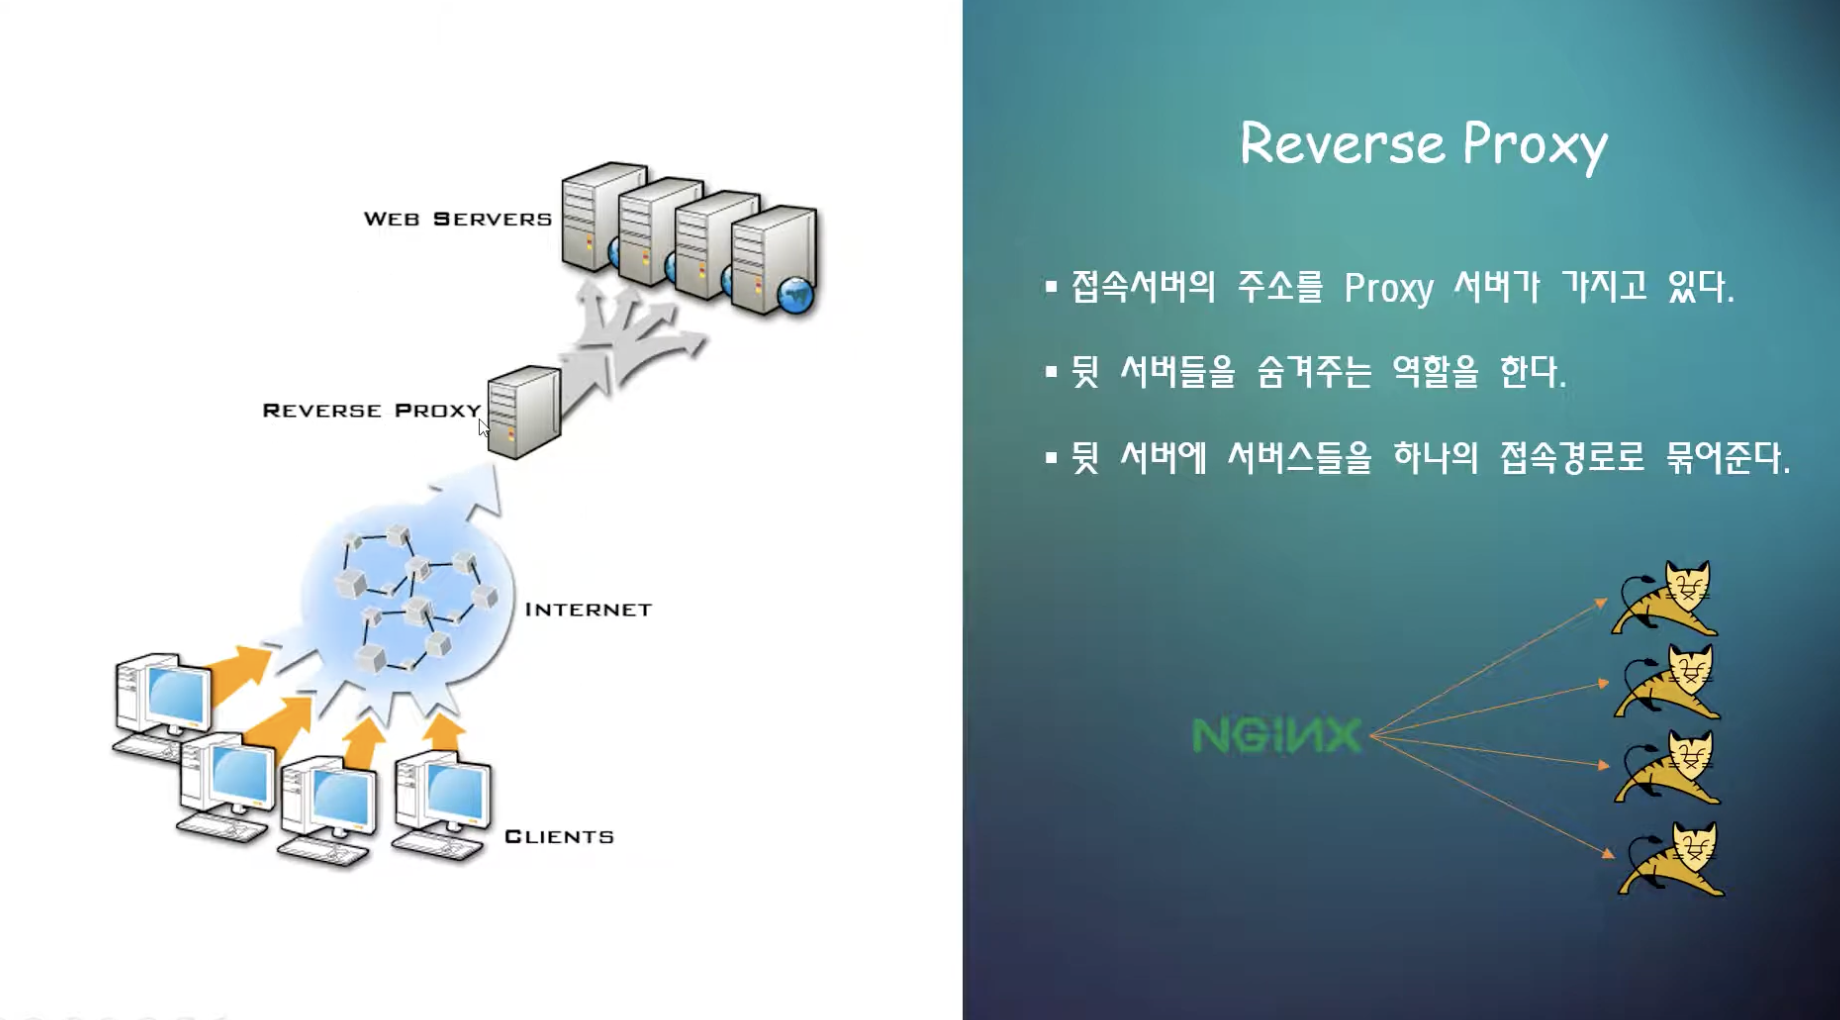 WEB SERVERS
REVERSE PROXY
INTERNET
CLIENTS
Reverse Proxy
▪ 접속서버의 주소를 Proxy 서버가 가지고 있다.
▪ 뒷 서버들을 숨겨주는 역할을 한다.
▪ 뒷 서버에 서버스들을 하나의 접속경로로 묶어준다.
NGINX